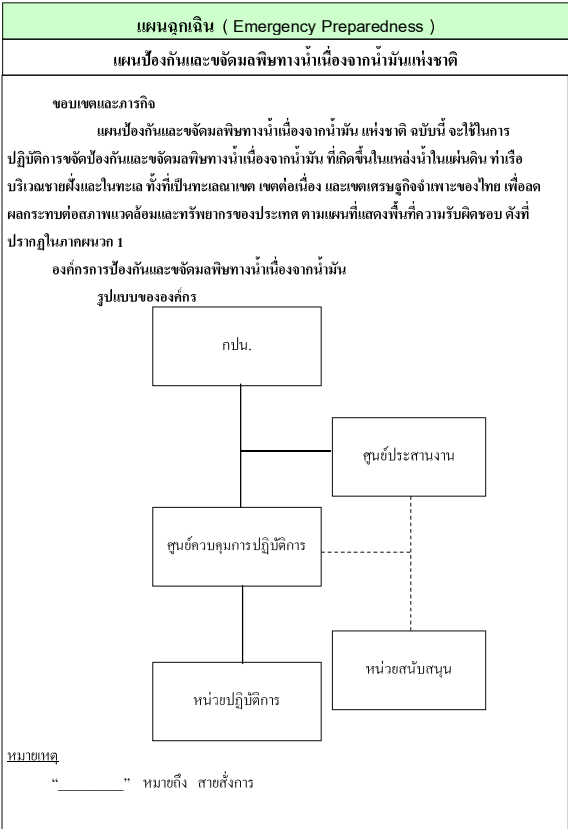 แผนฉุกเฉิน ( Emergency Preparedness )
แผนป้องกันและขจัดมลพิษทางน้ำเนื่องจากน้ำมันแห่งชาติ
ขอบเขตและภารกิจ
แผนป้องกันและขจัดมลพิษทางน้ำเนื่องจากน้ำมัน แห่งชาติ ฉบับนี้ จะใช้ในการ
ปฏิบัติการขจัดป้องกันและขจัดมลพิษทางน้ำเนื่องจากน้ำมัน ที่เกิดขึ้นในแหล่งน้ำในแผ่นดิน ท่าเรือ
บริเวณชายฝั่งและในทะเล ทั้งที่เป็นทะเลอาณาเขต เขตต่อเนื่อง และเขตเศรษฐกิจจำเพาะของไทย เพื่อลด
ผลกระทบต่อสภาพแวดล้อมและทรัพยากรของประเทศ ตามแผนที่แสดงพื้นที่ความรับผิดชอบ ดังที่
ปรากฏในภาคผนวก 1
องค์กรการป้องกันและขจัดมลพิษทางน้ำเนื่องจากน้ำมัน
รูปแบบขององค์กร
กปน.
ศูนย์ประสานงาน
ศูนย์ควบคุมการปฏิบัติการ
หน่วยสนับสนุน
หน่วยปฏิบัติการ
หมายเหตุ
“_________” หมายถึง สายสั่งการ